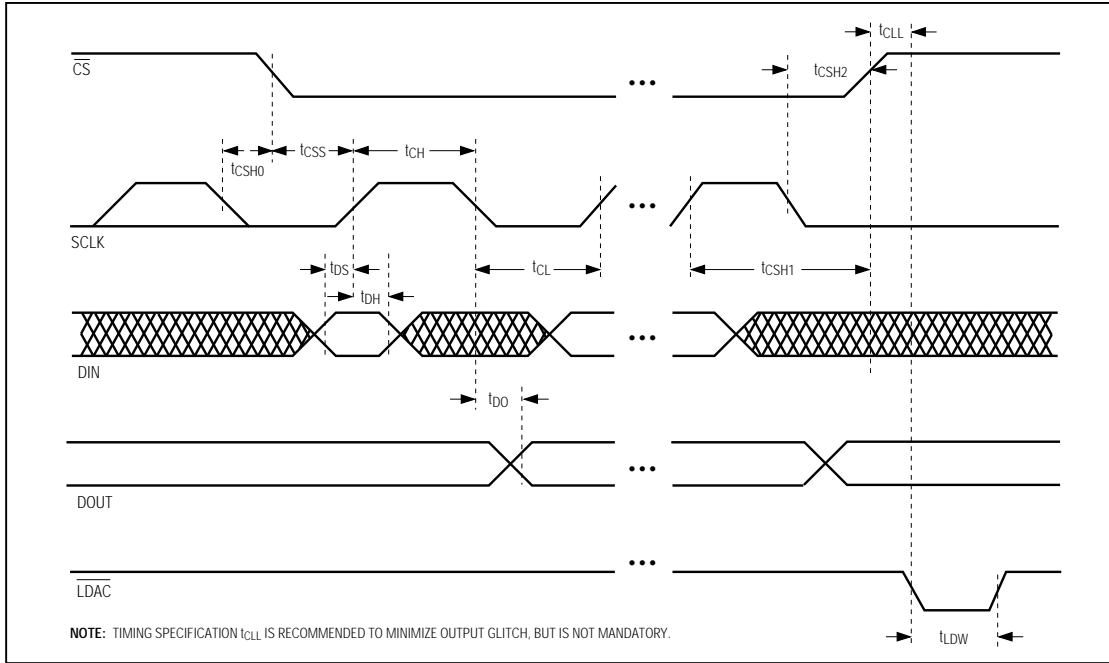 tCLL
CS
tCSH2
•••
tCSS
tCH
tCSH0
•••
SCLK
tDS
tCL
tCSH1
tDH
•••
DIN
tDO
•••
DOUT
•••
LDAC
NOTE: TIMING SPECIFICATION tCLL IS RECOMMENDED TO MINIMIZE OUTPUT GLITCH, BUT IS NOT MANDATORY.
tLDW